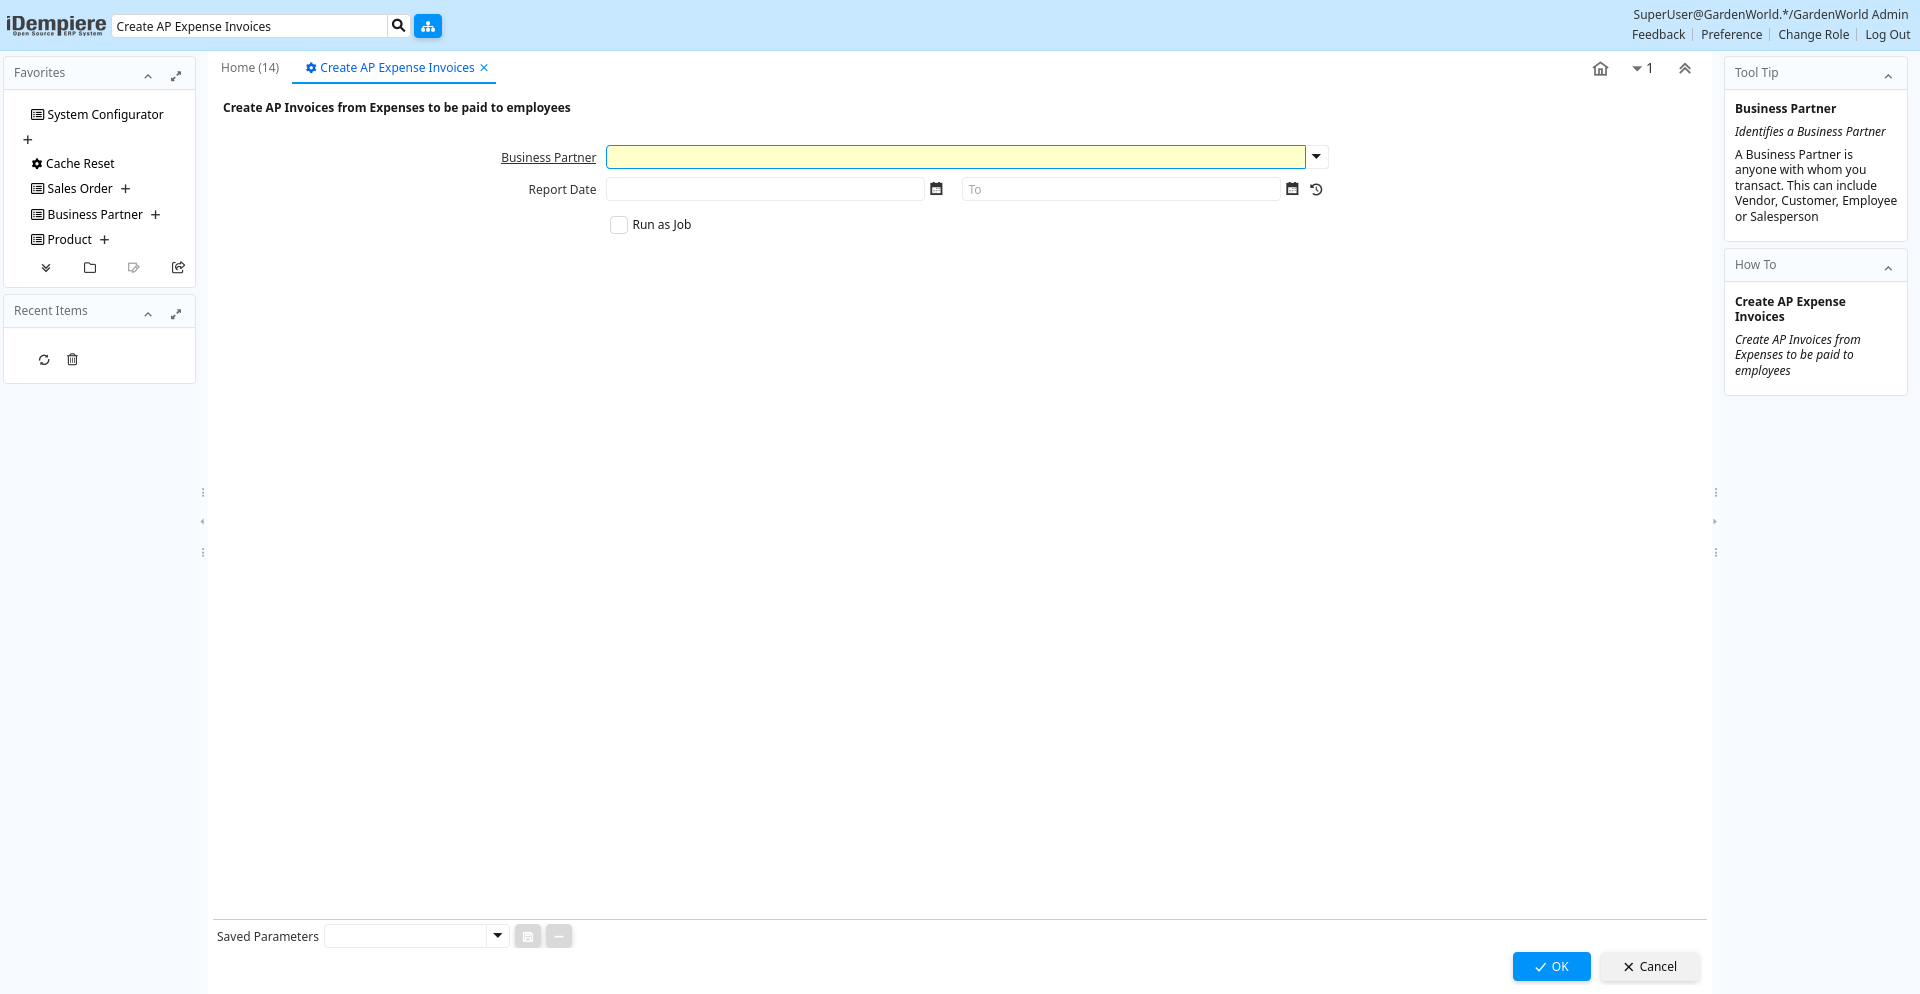 iDempiere
Open Source ERP System
Create AP Expense Invoices
SuperUser@GardenWorld.*/GardenWorld Admin
Feedback
Preference
Change Role
Log Out
Favorites
System Configurator
Cache Reset
Sales Order
Business Partner
Product
Recent Items
Home (14)
Create AP Expense Invoices
1
Create AP Invoices from Expenses to be paid to employees
Business Partner
Report Date
To
Run as Job
Saved Parameters
OK
Cancel
Tool Tip
Business Partner
Identifies a Business Partner
A Business Partner is
anyone with whom you
transact. This can include
Vendor, Customer, Employee
or Salesperson
How To
Create AP Expense
Invoices
Create AP Invoices from
Expenses to be paid to
employees